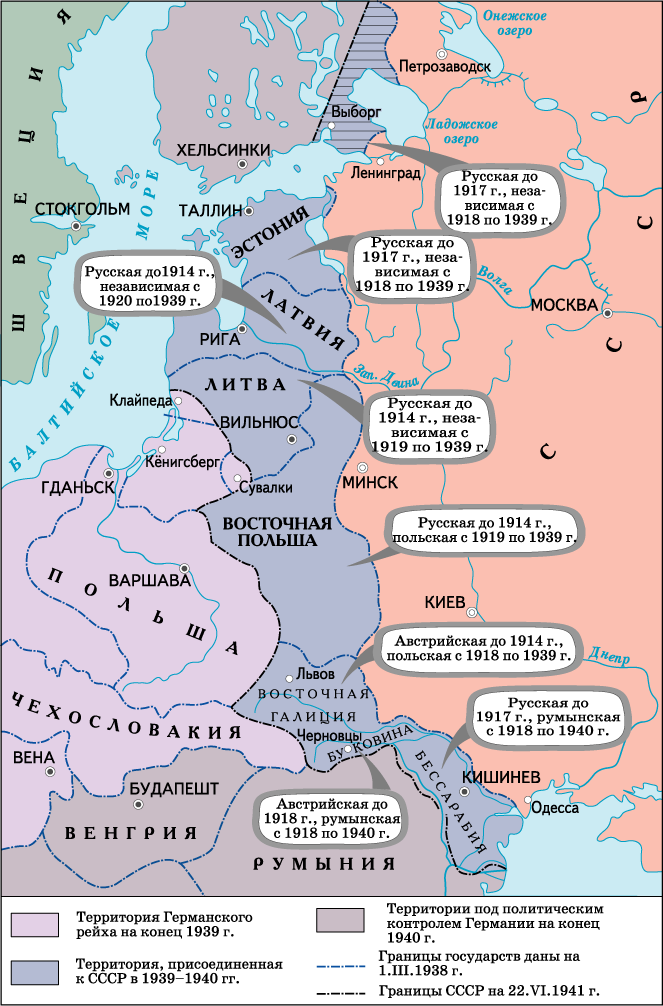 Онежское
озеро
Петрозаводск
ШВЕЦИЯ
Выборг
Ладожское
озеро
ХЕЛЬСИНКИ
Ленинград
Русская до
1917 г., неза-
висимая с
1918 по 1939 г.
СТОКГОЛЬМ
БАЛТИЙСКОЕ МОРЕ
ТАЛЛИН
ЭСТОНИЯ
Русская до
1917 г., неза-
висимая с
1918 по 1939 г.
СССР
Русская до1914 г.,
независимая с
1920 по1939 г.
ЛАТВИЯ
Волга
МОСКВА
РИГА
Зап. Двина
ЛИТВА
Клайпеда
ВИЛЬНЮС
Русская до
1914 г., неза-
висимая с
1919 по 1939 г.
Кёнигсберг
ГДАНЬСК
Сувалки
МИНСК
ВОСТОЧНАЯ
ПОЛЬША
Русская до 1914 г.,
польская с 1919 по 1939 г.
ВАРШАВА
ПОЛЬША
КИЕВ
Австрийская до 1914 г.,
польская с 1918 по 1939 г.
Днепр
Львов
ВОСТОЧНАЯ
ГАЛИЦИЯ
ЧЕХОСЛОВАКИЯ
Русская до
1917 г., румынская
с 1918 по 1940 г.
Черновцы
БУКОВИНА
БЕССАРАБИЯ
ВЕНА
БУДАПЕШТ
КИШИНЕВ
Одесса
Австрийская до
1918 г., румынская
с 1918 по 1940 г.
ВЕНГРИЯ
РУМЫНИЯ
Территория Германского
рейха на конец 1939 г.
Территория, присоединенная
к СССР в 1939–1940 гг.
Территории под политическим
контролем Германии на конец
1940 г.
Границы государств даны на
1.III.1938 г.
Границы СССР на 22.VI.1941 г.